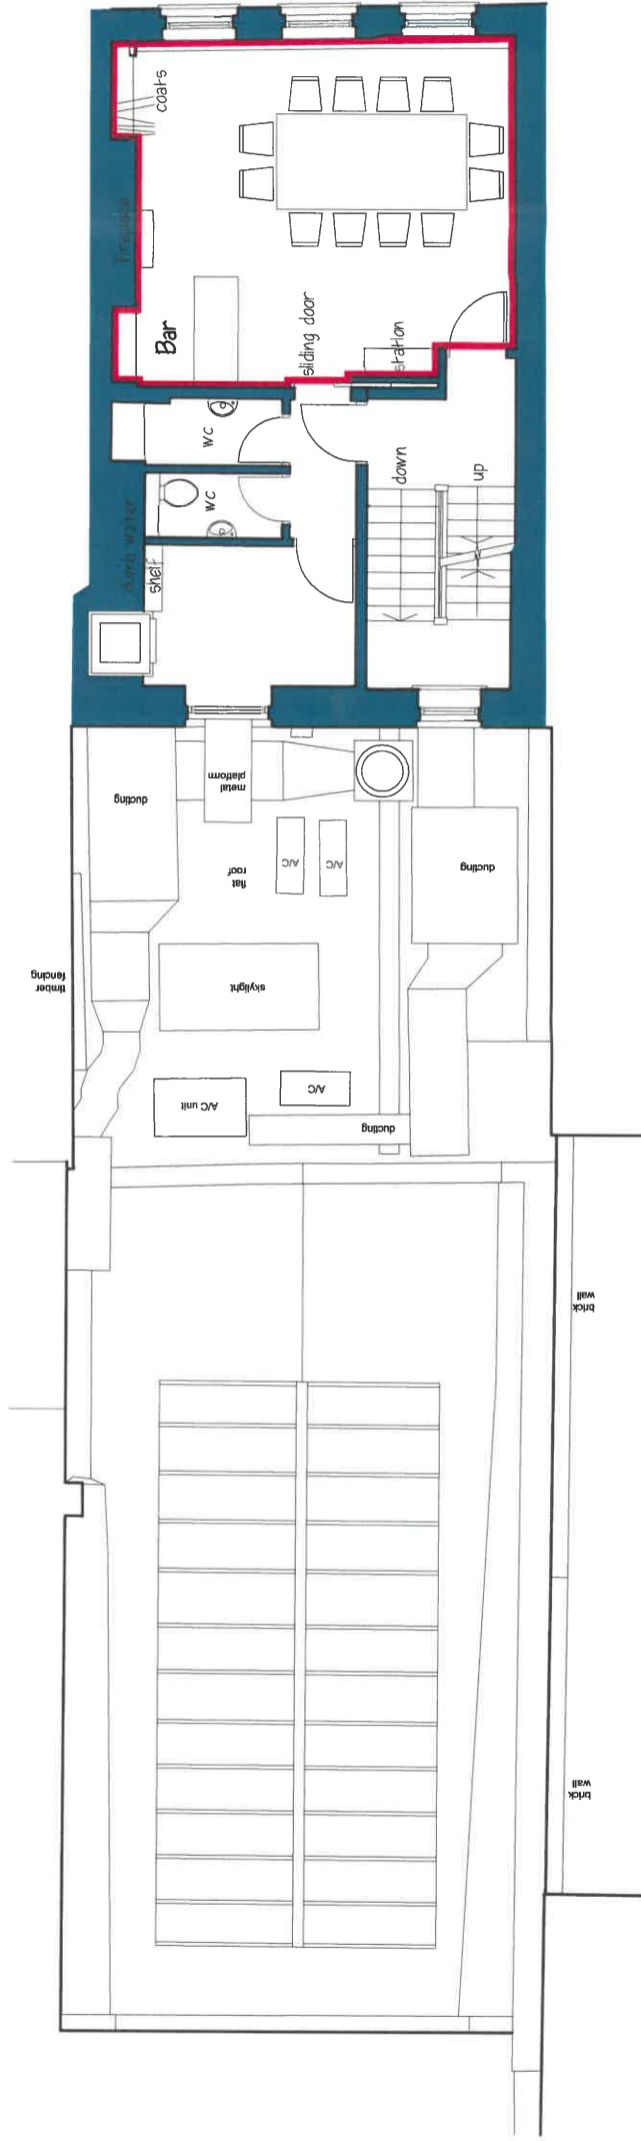 coats
fireplace
Bar
sliding door
station
wc
wc
down
up
dumb waiter
shelf
ducting
metal
platform
flat
roof
A/C
A/C
ducting
timber
fencing
skylight
A/C unit
A/C
ducting
brick
wall
brick
wall